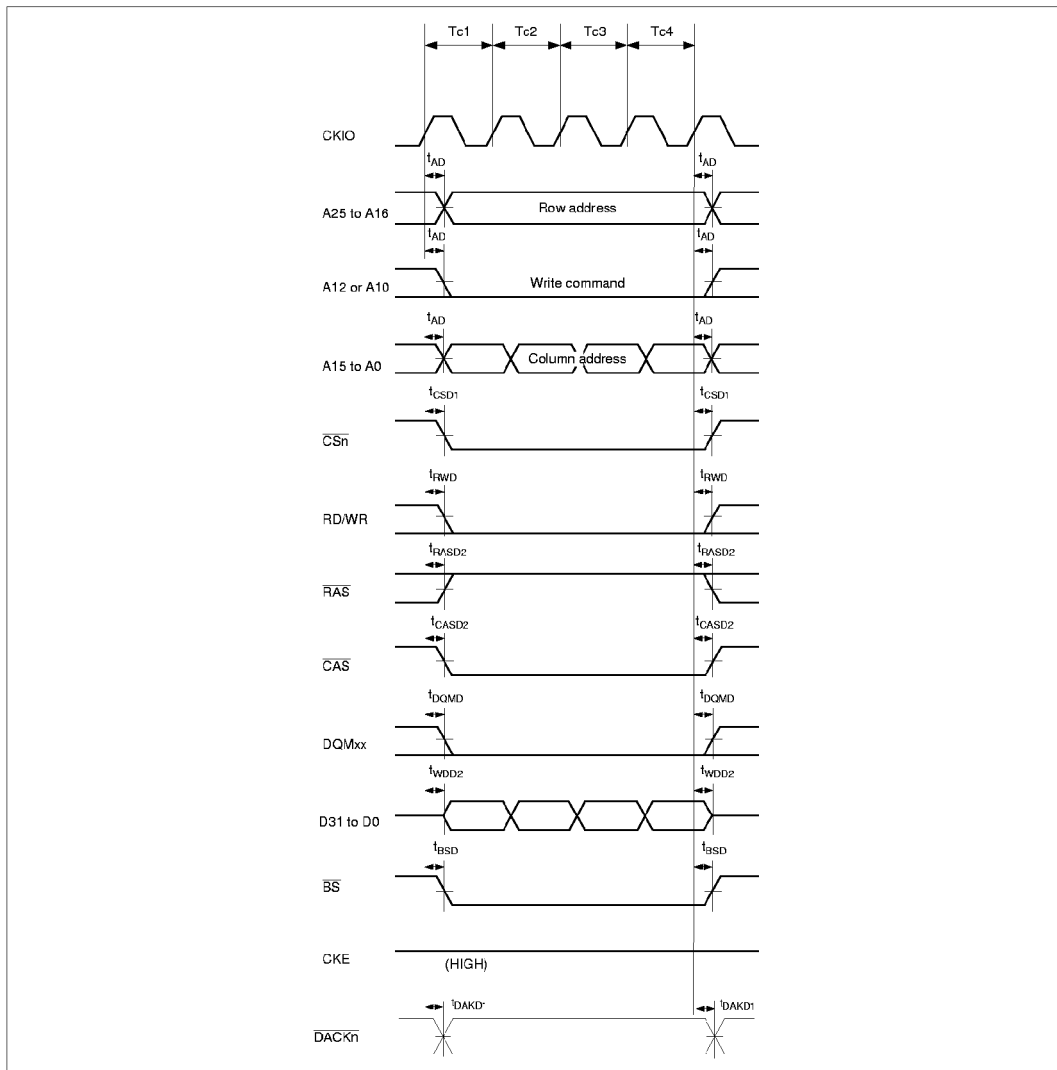 Tc1 Tc2 Tc3 Tc4
CKIO
tAD tAD
A25 to A16 Row address
tAD tAD
A12 or A10 Write command
tAD tAD
A15 to A0 Column address
tCSD1 tCSD1
CSn
tRWD tRWD
RD/WR
tRASD2 tRASD2
RAS
tCASD2 tCASD2
CAS
tDQMD tDQMD
DQMxx
tWDD2 tWDD2
D31 to D0
tBSD tBSD
BS
CKE (HIGH)
tDAKD1
DACKn